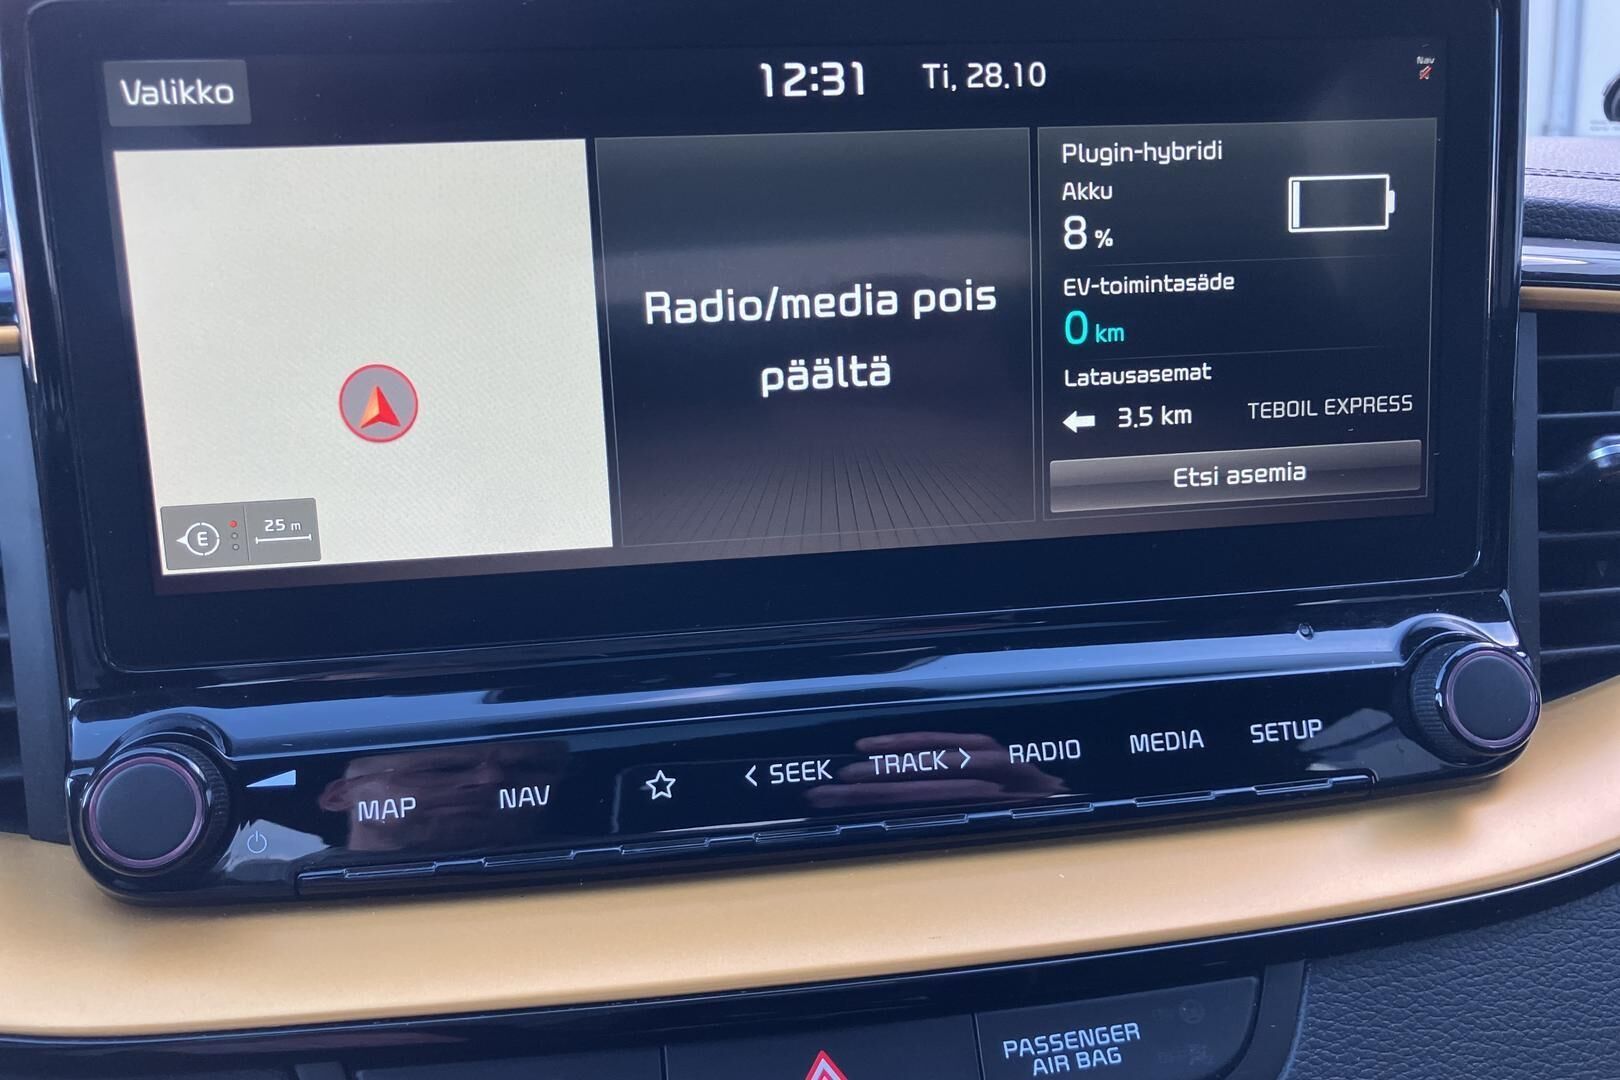 Valikko
12:31
Ti, 28.10
Nav
Plugin-hybridi
Akku
8 %
EV-toimintasäde
0 km
Latausasemat
3.5 km
TEBOIL EXPRESS
Etsi asemia
Radio/media pois
päältä
E
25 m
MAP
NAV
SEEK
TRACK
RADIO
MEDIA
SETUP
PASSENGER
AIR BAG